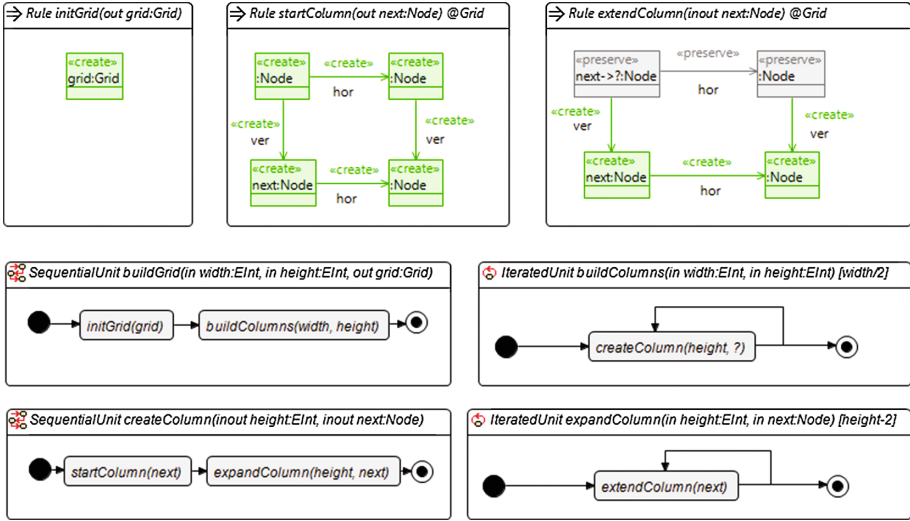 Rule initGrid(out grid:Grid)
«create»
grid:Grid
Rule startColumn(out next:Node) @Grid
«create» «create» «create»
:Node :Node
hor
«create» «create»
ver ver
«create» «create» «create»
next:Node :Node
hor
Rule extendColumn(inout next:Node) @Grid
«preserve» «preserve» «preserve»
next->?:Node :Node
hor
«create» «create»
ver ver
«create» «create» «create»
next:Node :Node
hor
SequentialUnit buildGrid(in width:EInt, in height:EInt, out grid:Grid)
initGrid(grid) buildColumns(width, height)
IteratedUnit buildColumns(in width:EInt, in height:EInt) [width/2]
createColumn(height, ?)
SequentialUnit createColumn(inout height:EInt, inout next:Node)
startColumn(next) expandColumn(height, next)
IteratedUnit expandColumn(in height:EInt, in next:Node) [height-2]
extendColumn(next)